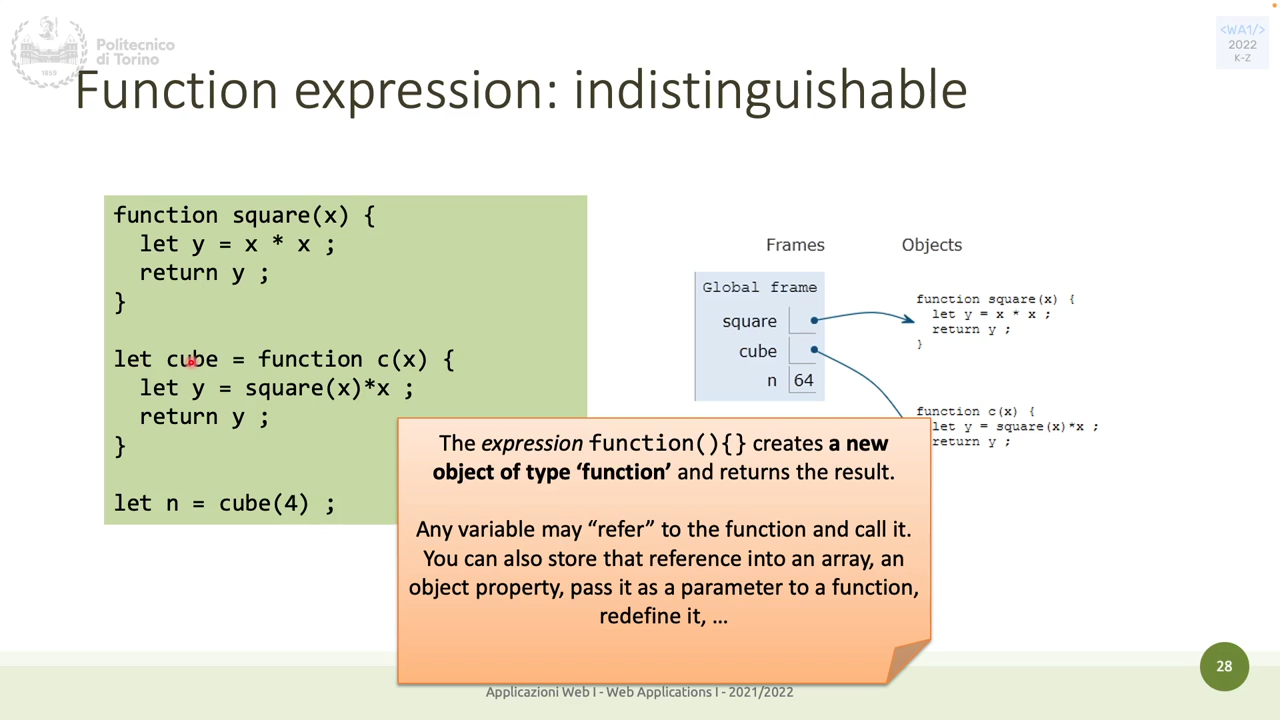 Politecnico
di Torino
<WA1/>
2022
K-Z
Function expression: indistinguishable
function square(x) {
  let y = x * x ;
  return y ;
}
let cube = function c(x) {
  let y = square(x)*x ;
  return y ;
}
let n = cube(4) ;
Frames
Objects
Global frame
square
cube
n 64
function square(x) {
  let y = x * x ;
  return y ;
}
function c(x) {
let y = square(x)*x ;
return y ;
The expression function(){} creates a new
object of type ‘function’ and returns the result.
Any variable may “refer” to the function and call it.
You can also store that reference into an array, an
object property, pass it as a parameter to a function,
redefine it, …
28
Applicazioni Web I - Web Applications I - 2021/2022